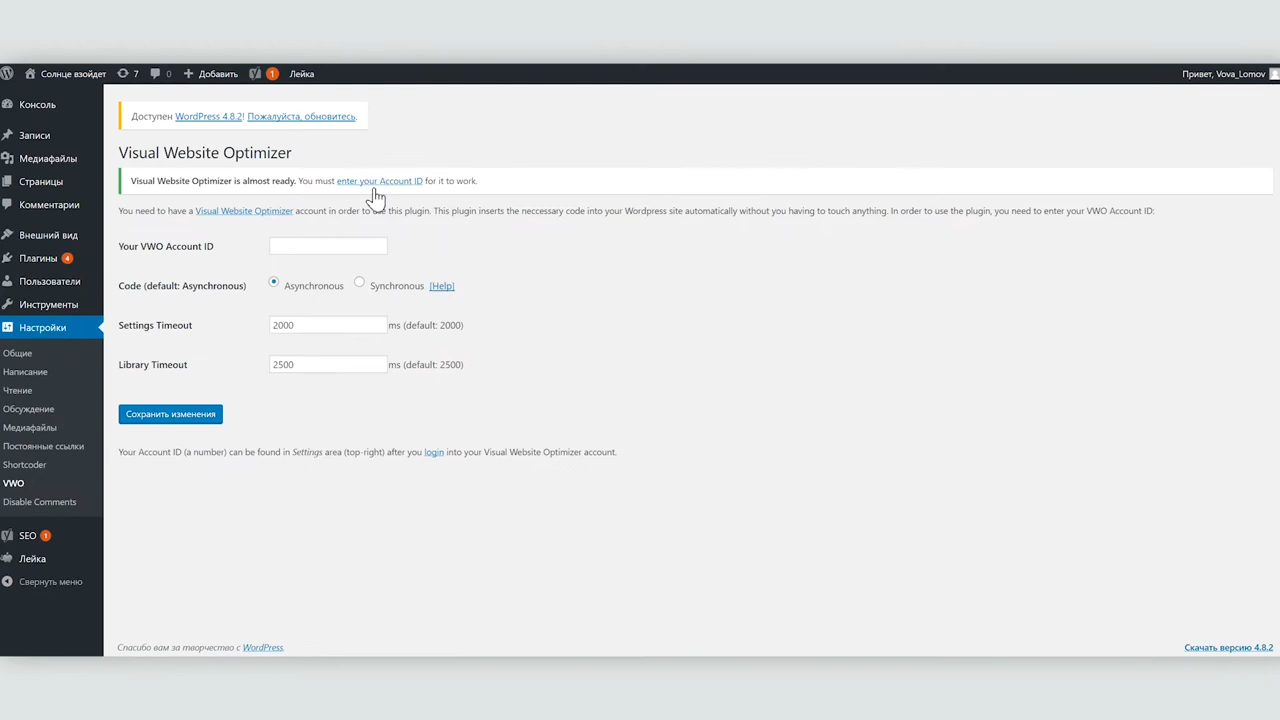 Солнце взойдет 7 0 Добавить 1 Лейка Привет, Vova_Lomov
Консоль
Записи
Медиафайлы
Страницы
Комментарии
Внешний вид
Плагины 4
Пользователи
Инструменты
Настройки
Общие
Написание
Чтение
Обсуждение
Медиафайлы
Постоянные ссылки
Shortcoder
VWO
Disable Comments
SEO 1
Лейка
Свернуть меню
Доступен WordPress 4.8.2! Пожалуйста, обновитесь.
Visual Website Optimizer
Visual Website Optimizer is almost ready. You must enter your Account ID for it to work.
You need to have a Visual Website Optimizer account in order to use this plugin. This plugin inserts the neccessary code into your Wordpress site automatically without you having to touch anything. In order to use the plugin, you need to enter your VWO Account ID:
Your VWO Account ID
Code (default: Asynchronous) Asynchronous Synchronous [Help]
Settings Timeout 2000 ms (default: 2000)
Library Timeout 2500 ms (default: 2500)
Сохранить изменения
Your Account ID (a number) can be found in Settings area (top-right) after you login into your Visual Website Optimizer account.
Спасибо вам за творчество с WordPress.
Скачать версию 4.8.2